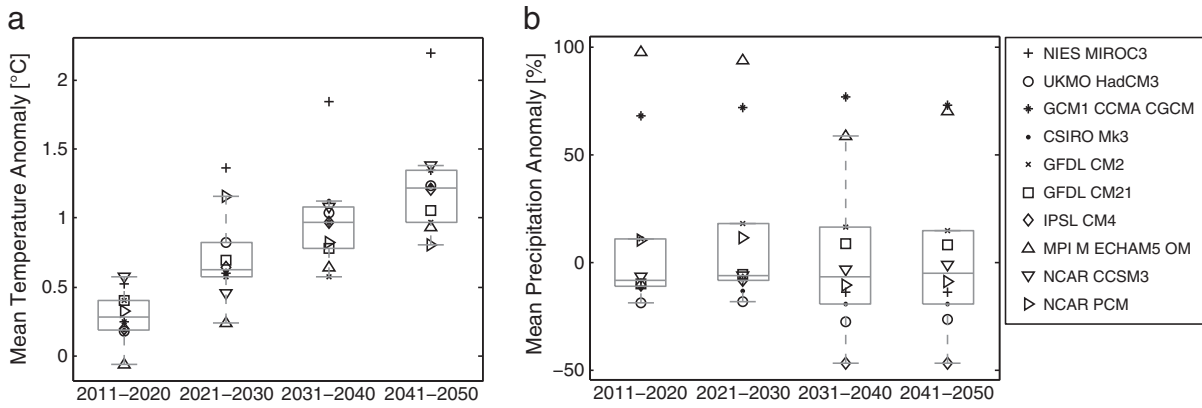 a
Mean Temperature Anomaly [°C]
2
1.5
1
0.5
0
2011–2020 2021–2030 2031–2040 2041–2050
b
Mean Precipitation Anomaly [%]
100
50
0
−50
2011–2020 2021–2030 2031–2040 2041–2050
NIES MIROC3
UKMO HadCM3
GCM1 CCMA CGCM
CSIRO Mk3
GFDL CM2
GFDL CM21
IPSL CM4
MPI M ECHAM5 OM
NCAR CCSM3
NCAR PCM